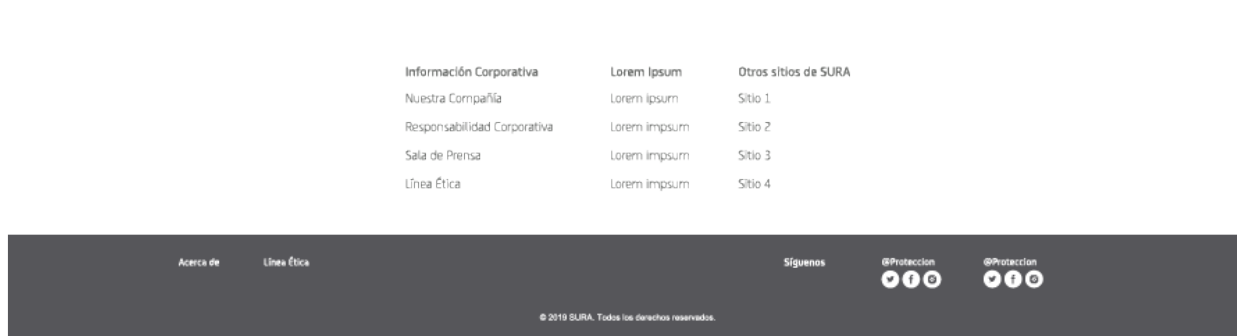 Información Corporativa Lorem Ipsum Otros sitios de SURA
Nuestra Compañía Lorem ipsum Sitio 1
Responsabilidad Corporativa Lorem impsum Sitio 2
Sala de Prensa Lorem impsum Sitio 3
Línea Ética Lorem impsum Sitio 4
Acerca de Línea Ética Síguenos @Proteccion @Proteccion
© 2019 SURA. Todos los derechos reservados.